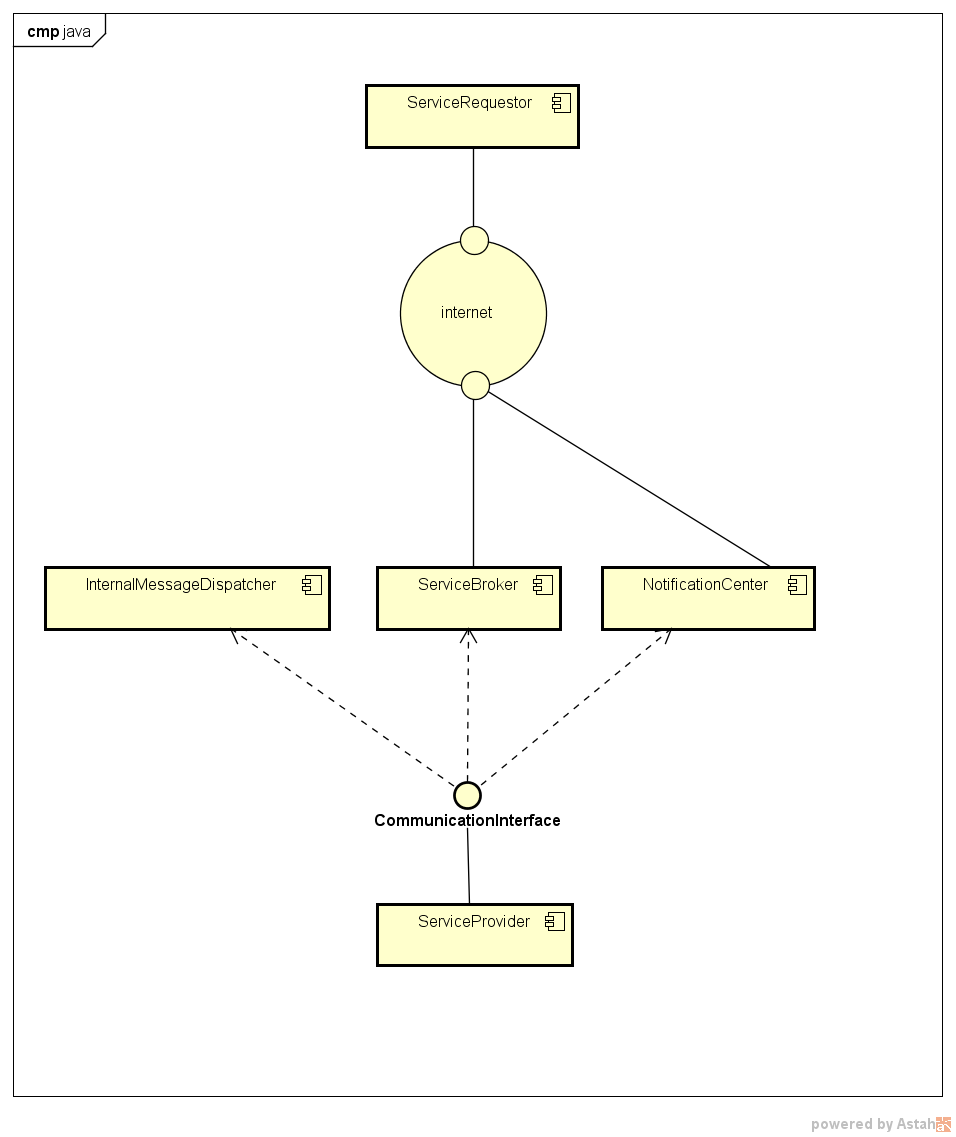 cmp java
ServiceRequestor
internet
InternalMessageDispatcher
ServiceBroker
NotificationCenter
CommunicationInterface
ServiceProvider
powered by Astah